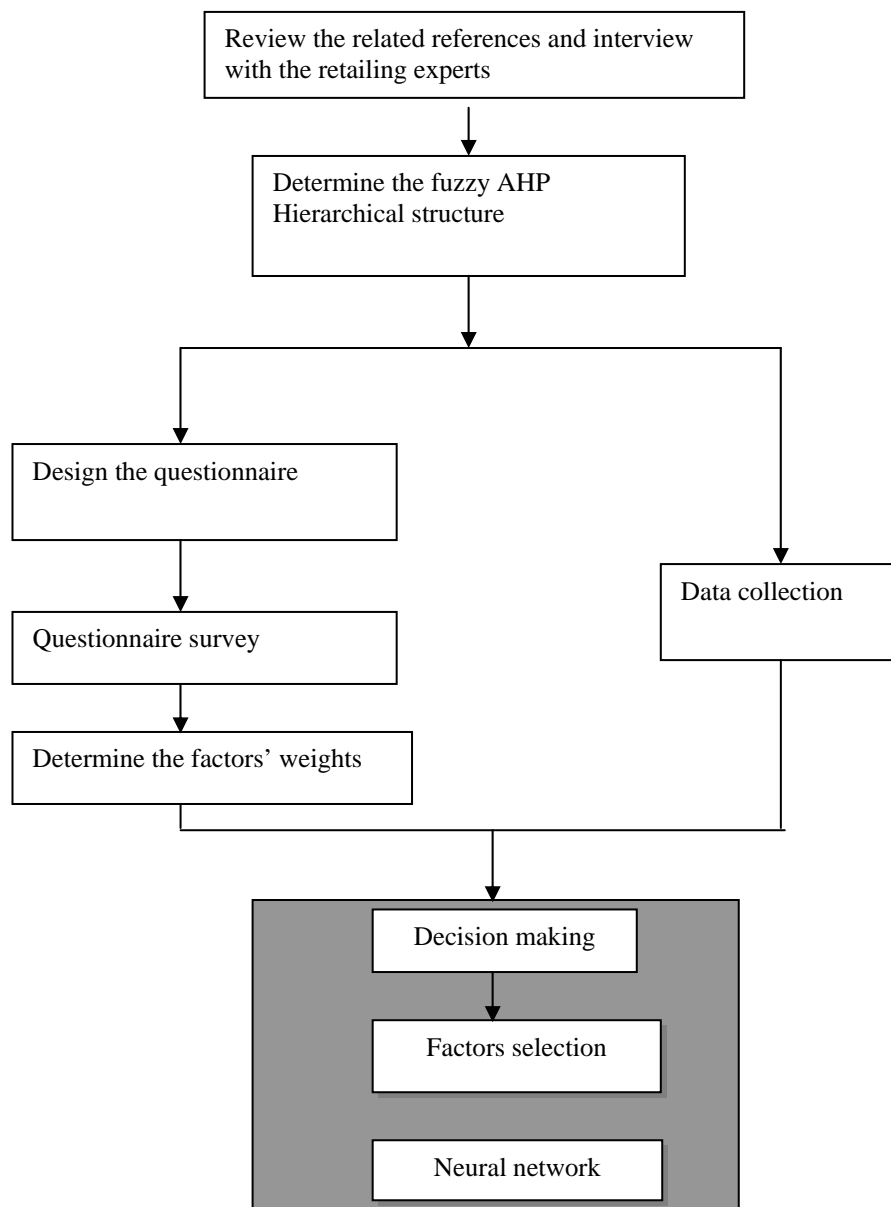 Review the related references and interview
with the retailing experts
Determine the fuzzy AHP
Hierarchical structure
Design the questionnaire
Data collection
Questionnaire survey
Determine the factors’ weights
Decision making
Factors selection
Neural network